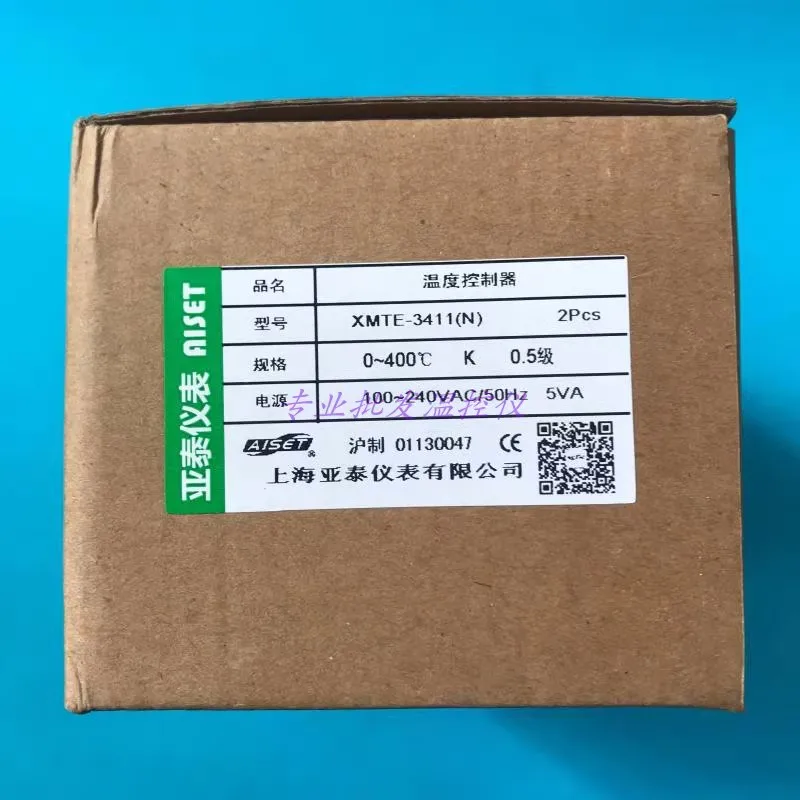 亚泰仪表 AISET
品名 温度控制器
型号 XMTE-3411(N) 2Pcs
规格 0~400℃ K 0.5级
电源 100~240VAC/50Hz 5VA
专业批发温控仪
AISET® 沪制 01130047 CE
上海亚泰仪表有限公司